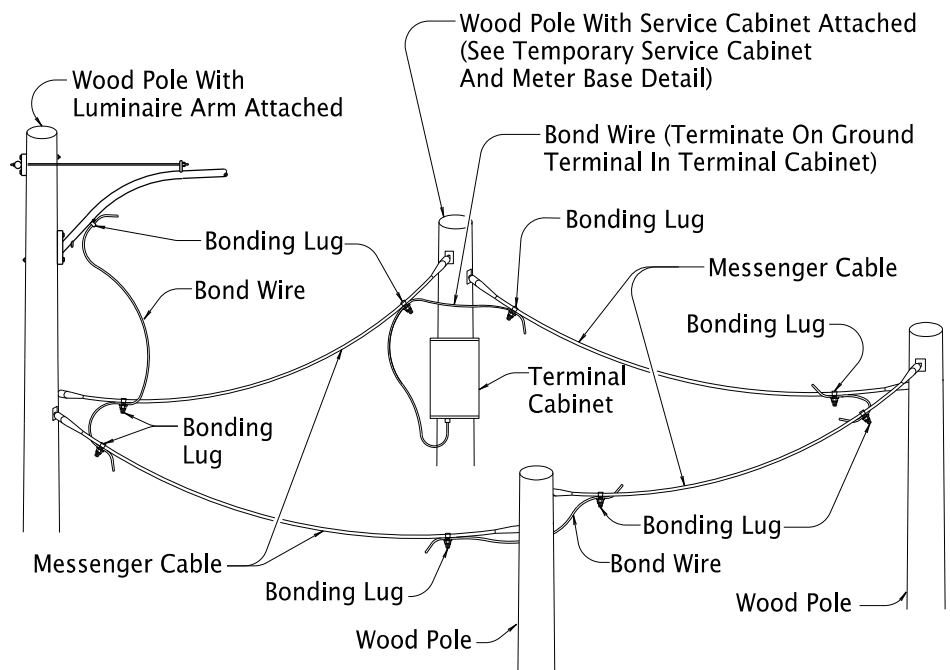 Wood Pole With Service Cabinet Attached
(See Temporary Service Cabinet
And Meter Base Detail)
Wood Pole With
Luminaire Arm Attached
Bond Wire (Terminate On Ground
Terminal In Terminal Cabinet)
Bonding Lug
Bonding Lug
Messenger Cable
Bond Wire
Bonding Lug
Terminal
Cabinet
Bonding
Lug
Bonding Lug
Messenger Cable
Bond Wire
Bonding Lug
Wood Pole
Wood Pole